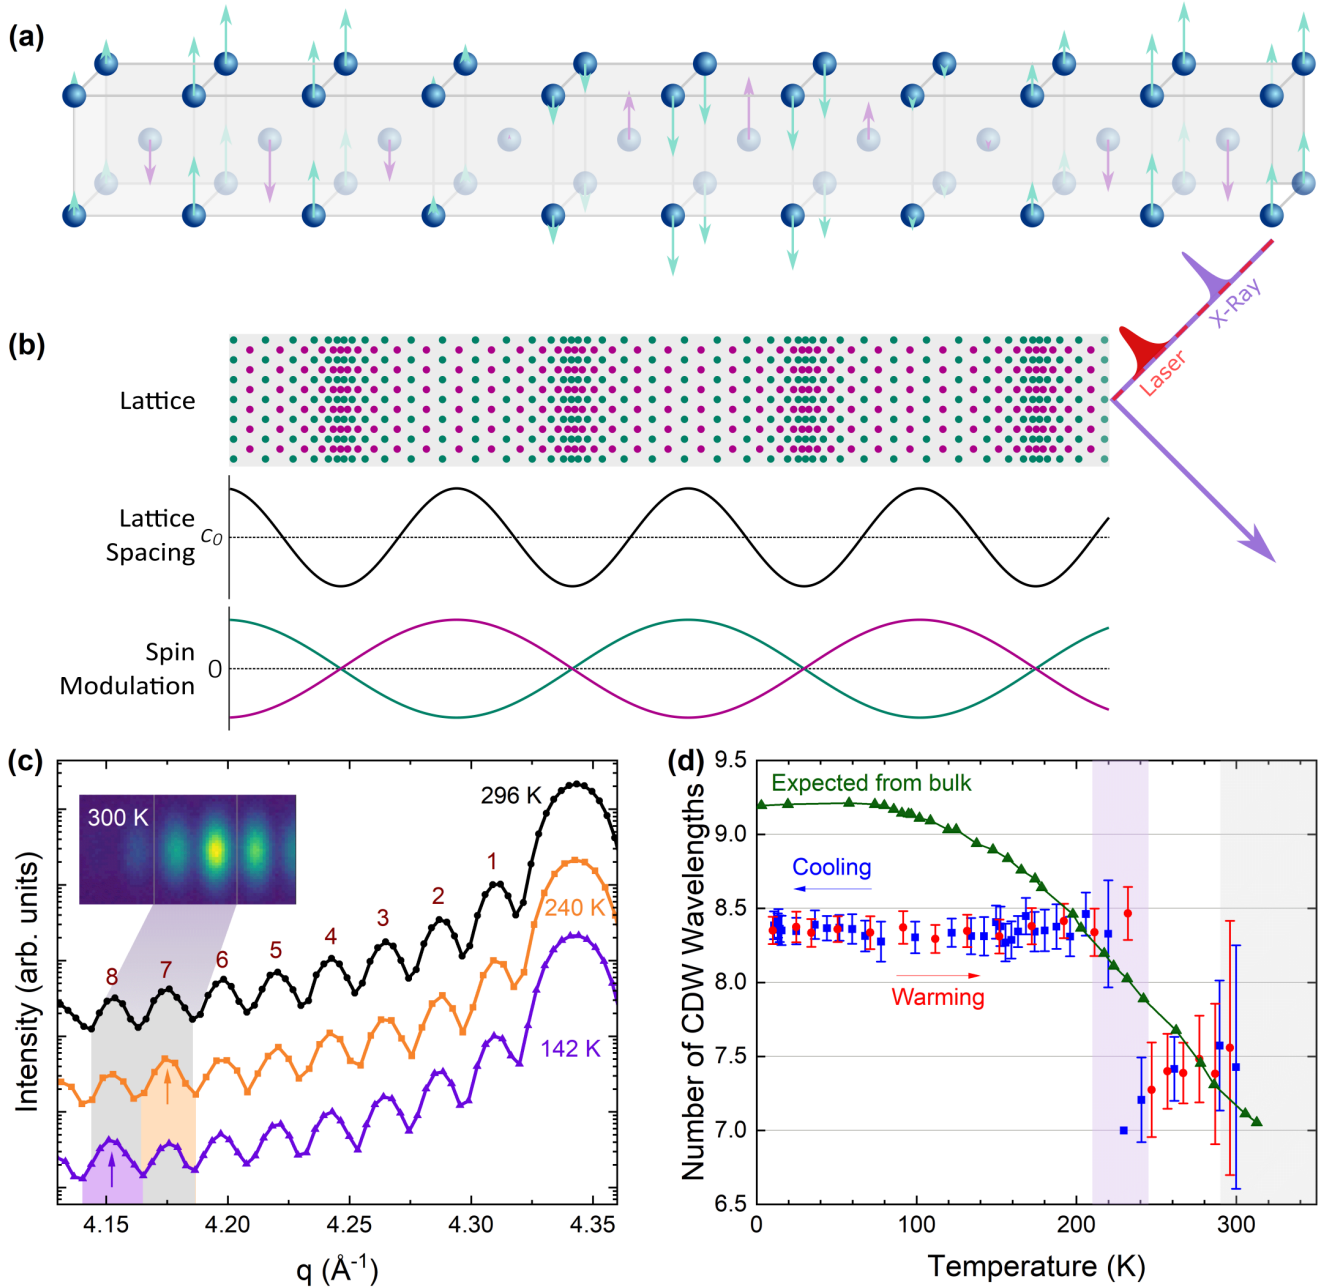 (a)
X-Ray
Laser
(b)
Lattice
Lattice
Spacing
c0
Spin
Modulation
0
(c)
300 K
296 K
240 K
142 K
8
7
6
5
4
3
2
1
Intensity (arb. units)
4.15
4.20
4.25
4.30
4.35
q (Å-1)
(d)
Expected from bulk
Cooling
Warming
Number of CDW Wavelengths
9.5
9.0
8.5
8.0
7.5
7.0
6.5
0
100
200
300
Temperature (K)